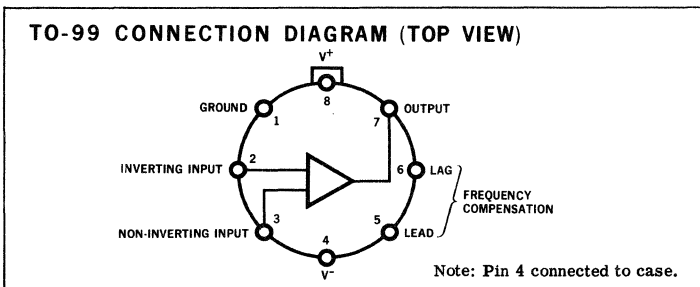 TO-99 CONNECTION DIAGRAM (TOP VIEW)
V+
8
GROUND
1
7
OUTPUT
INVERTING INPUT
2
6
LAG
FREQUENCY
COMPENSATION
NON-INVERTING INPUT
3
5
LEAD
4
V-
Note: Pin 4 connected to case.